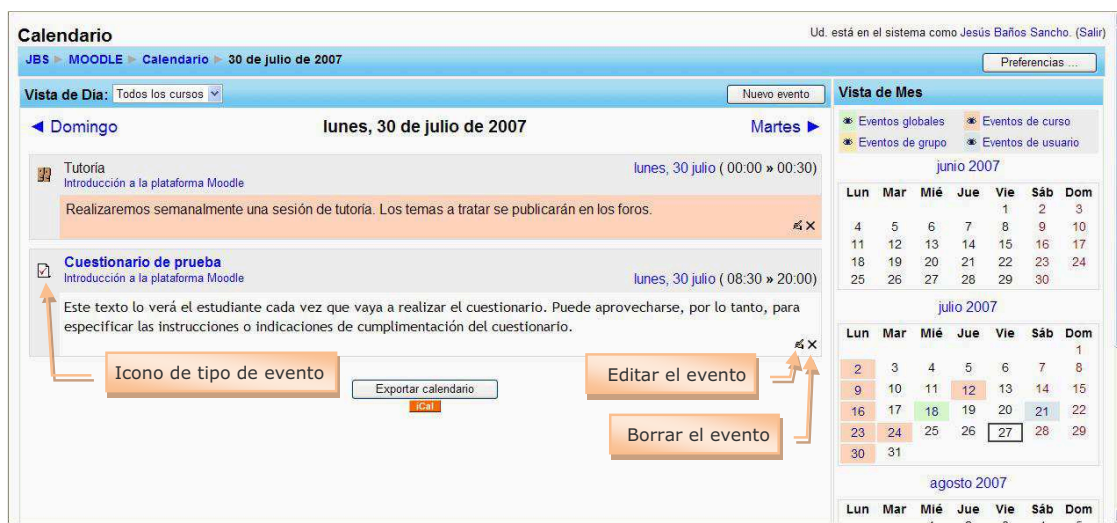 Calendario
Ud. está en el sistema como Jesús Baños Sancho. (Salir)
JBS ► MOODLE ► Calendario ► 30 de julio de 2007
Preferencias ...
Vista de Día: Todos los cursos
Nuevo evento
◄ Domingo lunes, 30 de julio de 2007 Martes ►
Tutoría
lunes, 30 julio ( 00:00 » 00:30)
Introducción a la plataforma Moodle
Realizaremos semanalmente una sesión de tutoría. Los temas a tratar se publicarán en los foros.
Cuestionario de prueba
Introducción a la plataforma Moodle
lunes, 30 julio ( 08:30 » 20:00)
Este texto lo verá el estudiante cada vez que vaya a realizar el cuestionario. Puede aprovecharse, por lo tanto, para
especificar las instrucciones o indicaciones de cumplimentación del cuestionario.
Icono de tipo de evento
Editar el evento
Borrar el evento
Exportar calendario
iCal
Vista de Mes
Eventos globales Eventos de curso
Eventos de grupo Eventos de usuario
junio 2007
Lun Mar Mié Jue Vie Sáb Dom
1 2 3
4 5 6 7 8 9 10
11 12 13 14 15 16 17
18 19 20 21 22 23 24
25 26 27 28 29 30
julio 2007
Lun Mar Mié Jue Vie Sáb Dom
1
2 3 4 5 6 7 8
9 10 11 12 13 14 15
16 17 18 19 20 21 22
23 24 25 26 27 28 29
30 31
agosto 2007
Lun Mar Mié Jue Vie Sáb Dom